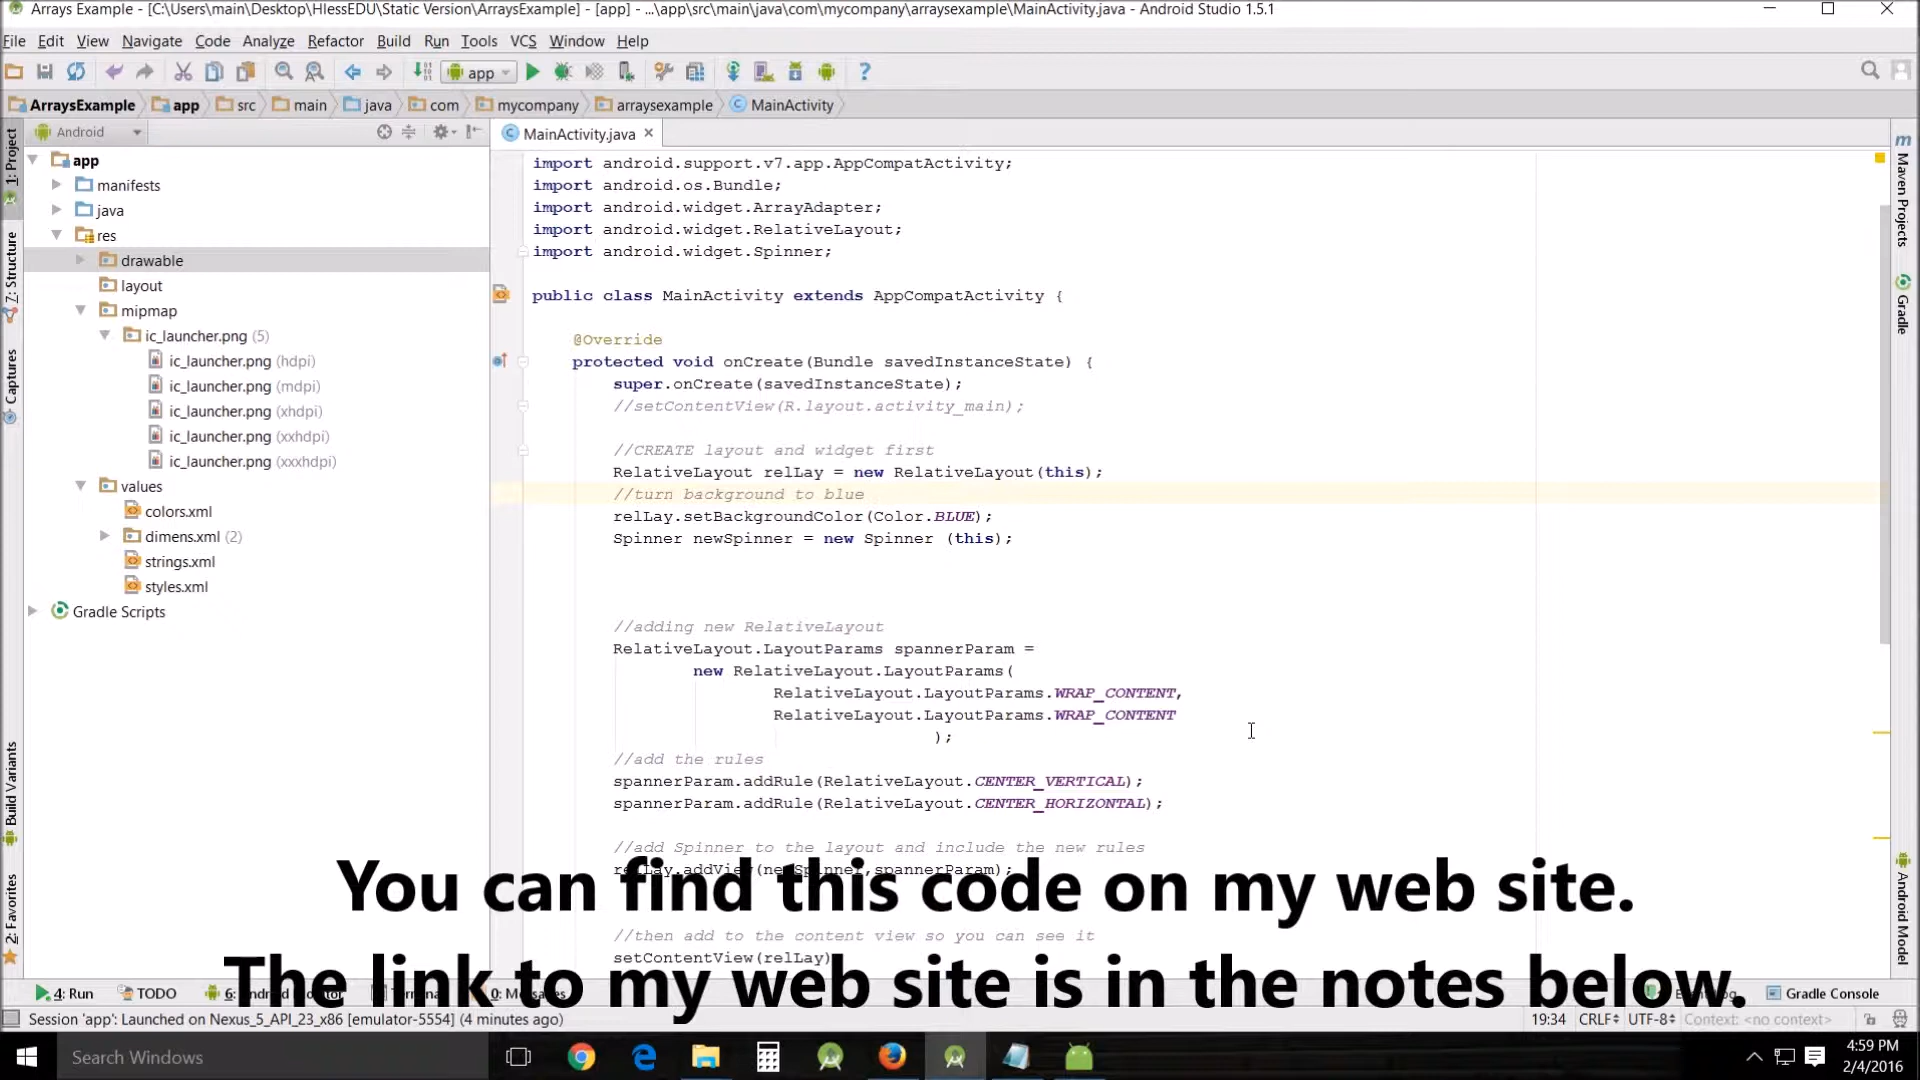 ArraysExample - [C:\Users\main\Desktop\HlessEDU\Static Version\ArraysExample] - [app] - ...\app\src\main\java\com\mycompany\arraysexample\MainActivity.java - Android Studio 1.5.1
File Edit View Navigate Code Analyze Refactor Build Run Tools VCS Window Help
app
ArraysExample app src main java com mycompany arraysexample MainActivity
Android
MainActivity.java
1: Project
Z: Structure
Captures
Build Variants
2: Favorites
app
manifests
java
res
drawable
layout
mipmap
ic_launcher.png (5)
ic_launcher.png (hdpi)
ic_launcher.png (mdpi)
ic_launcher.png (xhdpi)
ic_launcher.png (xxhdpi)
ic_launcher.png (xxxhdpi)
values
colors.xml
dimens.xml (2)
strings.xml
styles.xml
Gradle Scripts
import android.support.v7.app.AppCompatActivity;
import android.os.Bundle;
import android.widget.ArrayAdapter;
import android.widget.RelativeLayout;
import android.widget.Spinner;
public class MainActivity extends AppCompatActivity {
@Override
protected void onCreate(Bundle savedInstanceState) {
super.onCreate(savedInstanceState);
//setContentView(R.layout.activity_main);
//CREATE layout and widget first
RelativeLayout relLay = new RelativeLayout(this);
//turn background to blue
relLay.setBackgroundColor(Color.BLUE);
Spinner newSpinner = new Spinner (this);
//adding new RelativeLayout
RelativeLayout.LayoutParams spannerParam =
new RelativeLayout.LayoutParams(
RelativeLayout.LayoutParams.WRAP_CONTENT,
RelativeLayout.LayoutParams.WRAP_CONTENT
);
//add the rules
spannerParam.addRule(RelativeLayout.CENTER_VERTICAL);
spannerParam.addRule(RelativeLayout.CENTER_HORIZONTAL);
//add Spinner to the layout and include the new rules
relLay.addView(newSpinner,spannerParam);
You can find this code on my web site.
//then add to the content view so you can see it
setContentView(relLay)
The link to my web site is in the notes below.
Maven Projects
Gradle
Android Model
4: Run TODO 6: 0: Gradle Console
Session 'app': Launched on Nexus_5_API_23_x86 [emulator-5554] (4 minutes ago)
19:34 CRLF UTF-8 Context: <no context>
Search Windows
4:59 PM
2/4/2016